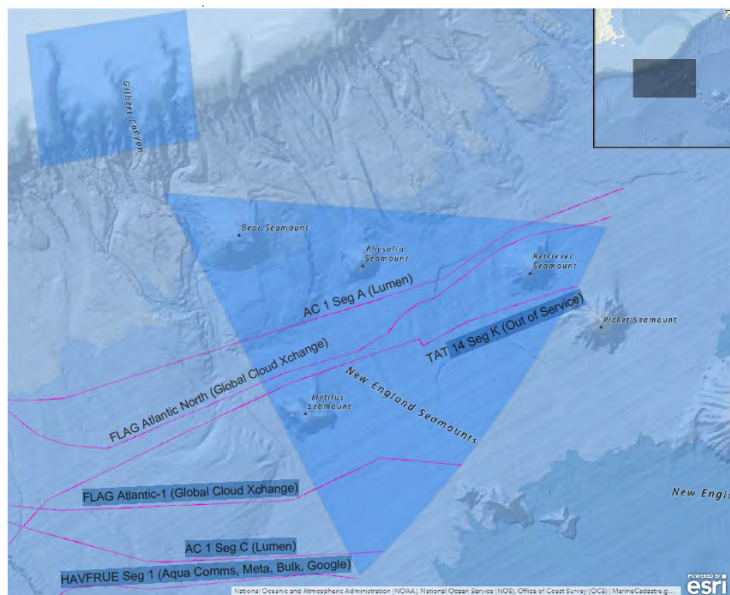 Gilbert Canyon
Bear Seamount
Physalia
Seamount
Retriever
Seamount
AC 1 Seg A (Lumen)
Picket Seamount
TAT 14 Seg K (Out of Service)
FLAG Atlantic North (Global Cloud Xchange)
New England Seamounts
Mytilus
Seamount
FLAG Atlantic-1 (Global Cloud Xchange)
New Engl
AC 1 Seg C (Lumen)
HAVFRUE Seg 1 (Aqua Comms, Meta, Bulk, Google)
POWERED BY
esri
National Oceanic and Atmospheric Administration (NOAA), National Ocean Service (NOS), Office of Coast Survey (OCS) | MarineCadastre.g...